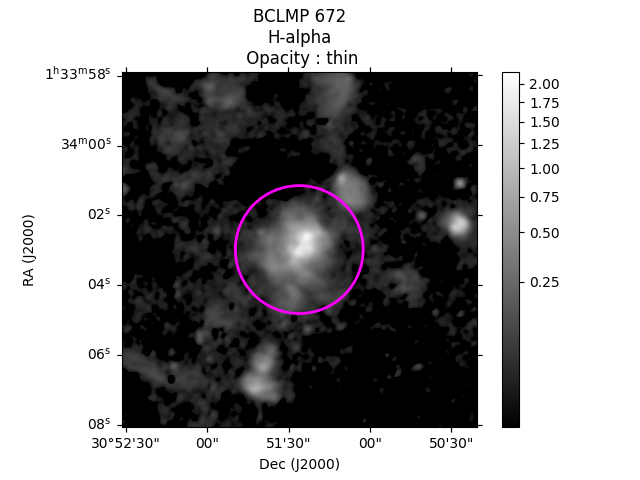 BCLMP 672
H-alpha
Opacity : thin
1ʰ33ᵐ58ˢ
34ᵐ00ˢ
02ˢ
04ˢ
06ˢ
08ˢ
RA (J2000)
30°52'30" 00" 51'30" 00" 50'30"
Dec (J2000)
2.00
1.75
1.50
1.25
1.00
0.75
0.50
0.25